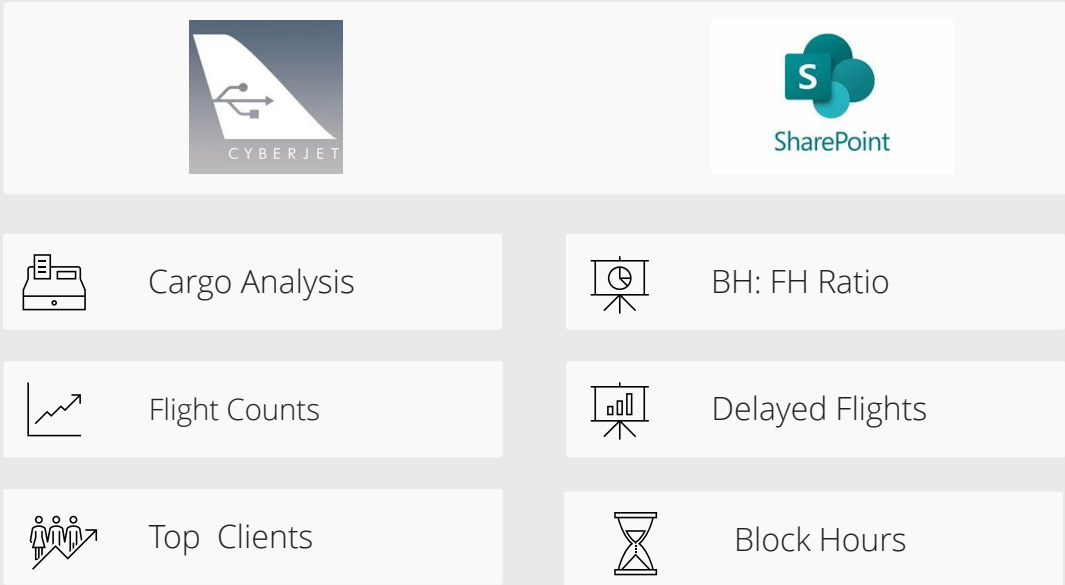 CYBERJET
S
SharePoint
Cargo Analysis
BH: FH Ratio
Flight Counts
Delayed Flights
Top Clients
Block Hours